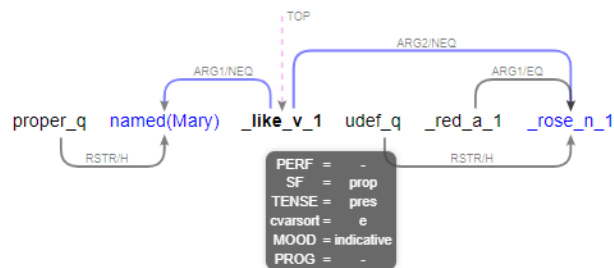 TOP
ARG2/NEQ
ARG1/NEQ ARG1/EQ
proper_q named(Mary) _like_v_1 udef_q _red_a_1 _rose_n_1
RSTR/H RSTR/H
PERF = -
SF = prop
TENSE = pres
cvarsort = e
MOOD = indicative
PROG = -